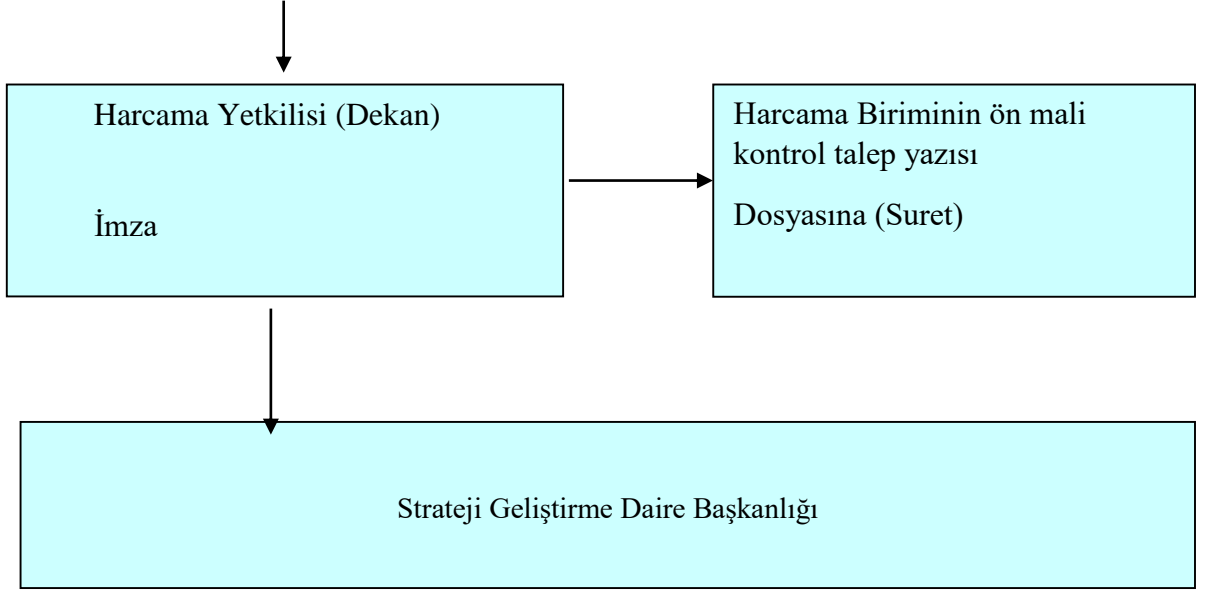 Harcama Yetkilisi (Dekan)
İmza
Harcama Biriminin ön mali
kontrol talep yazısı
Dosyasına (Suret)
Strateji Geliştirme Daire Başkanlığı